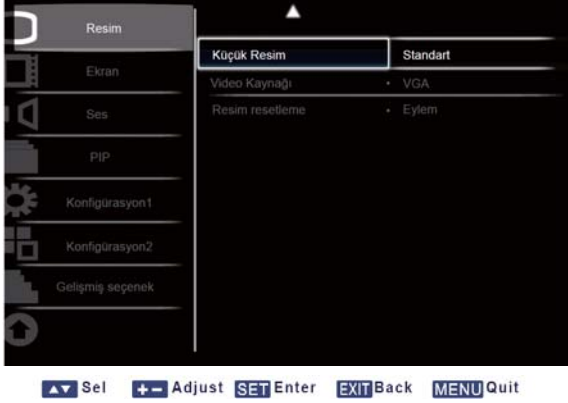 Resim
Ekran
Ses
PIP
Konfigürasyon1
Konfigürasyon2
Gelişmiş seçenek
Küçük Resim Standart
Video Kaynağı • VGA
Resim resetleme • Eylem
Sel Adjust SET Enter EXIT Back MENU Quit